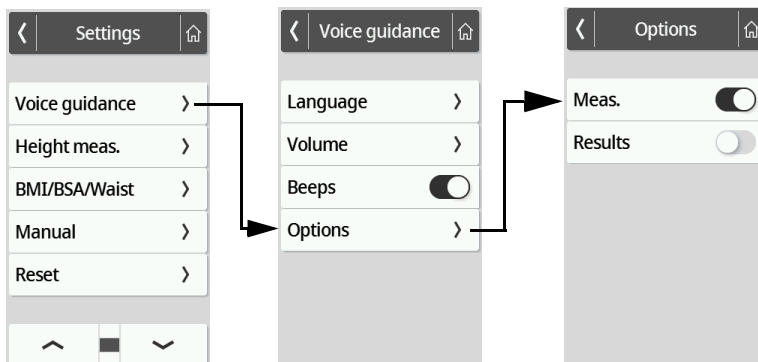 Settings
Voice guidance
Height meas.
BMI/BSA/Waist
Manual
Reset
Voice guidance
Language
Volume
Beeps
Options
Options
Meas.
Results